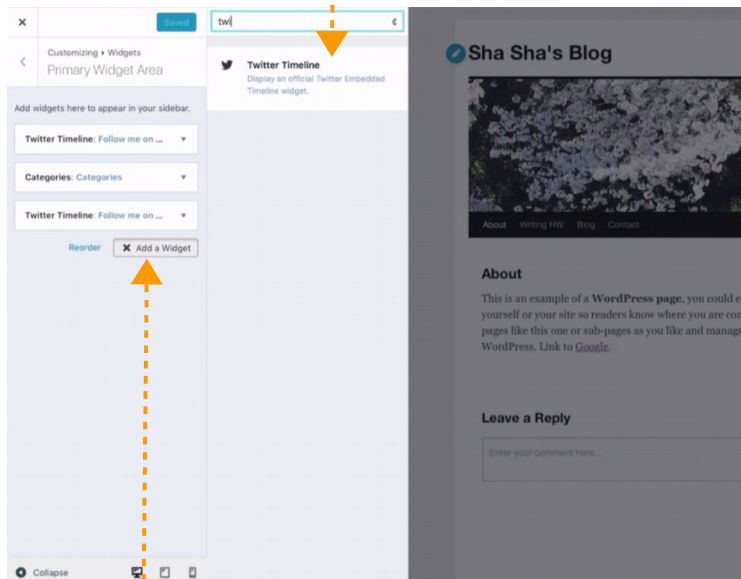 Saved
Customizing ▸ Widgets
Primary Widget Area
Add widgets here to appear in your sidebar.
Twitter Timeline: Follow me on ...
Categories: Categories
Twitter Timeline: Follow me on ...
Reorder
Add a Widget
Collapse
twi
Twitter Timeline
Display an official Twitter Embedded
Timeline widget.
Sha Sha's Blog
About Writing HW Blog Contact
About
This is an example of a WordPress page, you could e
yourself or your site so readers know where you are co
pages like this one or sub-pages as you like and manage
WordPress. Link to Google.
Leave a Reply
Enter your comment here...